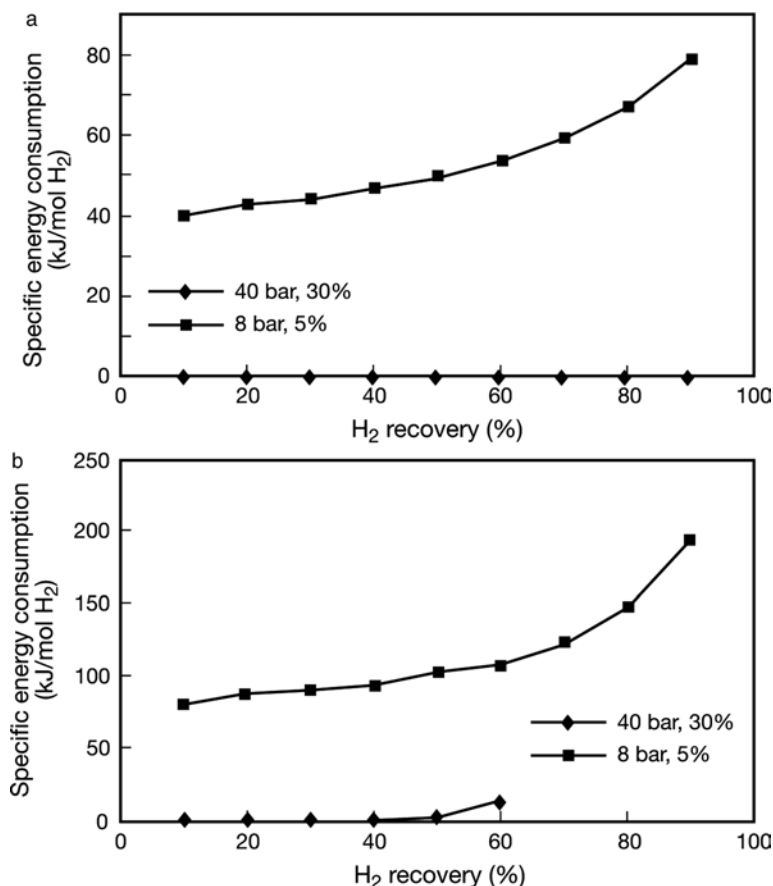 a
Specific energy consumption
(kJ/mol H₂)
80
60
40
20
0
40 bar, 30%
8 bar, 5%
0 20 40 60 80 100
H₂ recovery (%)
b
Specific energy consumption
(kJ/mol H₂)
250
200
150
100
50
0
40 bar, 30%
8 bar, 5%
0 20 40 60 80 100
H₂ recovery (%)